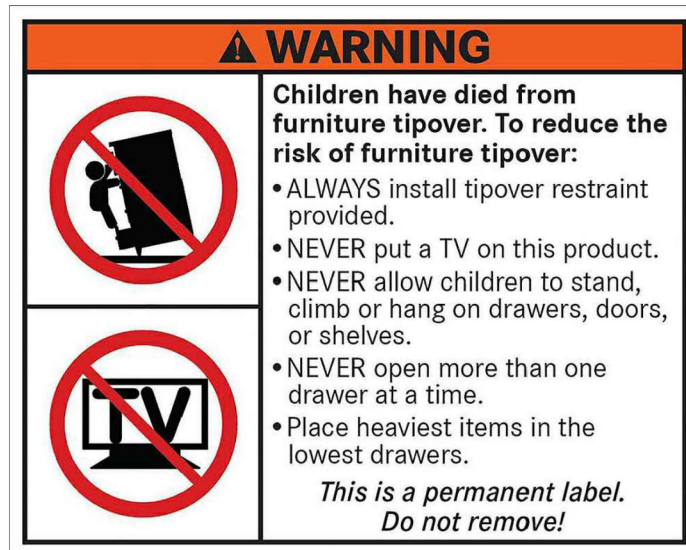 WARNING
Children have died from
furniture tipover. To reduce the
risk of furniture tipover:
• ALWAYS install tipover restraint
provided.
• NEVER put a TV on this product.
• NEVER allow children to stand,
climb or hang on drawers, doors,
or shelves.
• NEVER open more than one
drawer at a time.
• Place heaviest items in the
lowest drawers.
This is a permanent label.
Do not remove!
TV